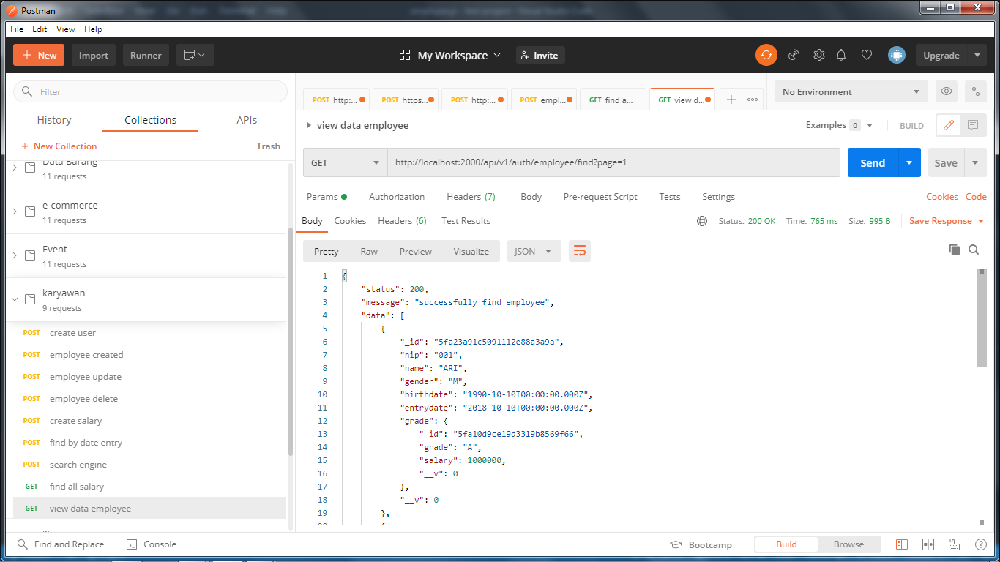 Postman
File Edit View Help
New Import Runner My Workspace Invite Upgrade
Filter
History Collections APIs
New Collection Trash
Data Barang
11 requests
e-commerce
11 requests
Event
11 requests
karyawan
9 requests
POST create user
POST employee created
POST employee update
POST employee delete
POST create salary
POST find by date entry
POST search engine
GET find all salary
GET view data employee
POST http:... POST https... POST http:... POST empl... GET find a... GET view d... No Environment
view data employee Examples 0 BUILD
GET http://localhost:2000/api/v1/auth/employee/find?page=1 Send Save
Params Authorization Headers (7) Body Pre-request Script Tests Settings Cookies Code
Body Cookies Headers (6) Test Results Status: 200 OK Time: 765 ms Size: 995 B Save Response
Pretty Raw Preview Visualize JSON
1 {
2 "status": 200,
3 "message": "successfully find employee",
4 "data": [
5 {
6 "_id": "5fa23a91c5091112e88a3a9a",
7 "nip": "001",
8 "name": "ARI",
9 "gender": "M",
10 "birthdate": "1990-10-10T00:00:00.000Z",
11 "entrydate": "2018-10-10T00:00:00.000Z",
12 "grade": {
13 "_id": "5fa10d9ce19d3319b8569f66",
14 "grade": "A",
15 "salary": 1000000,
16 "__v": 0
17 },
18 "__v": 0
19 },
Find and Replace Console Bootcamp Build Browse